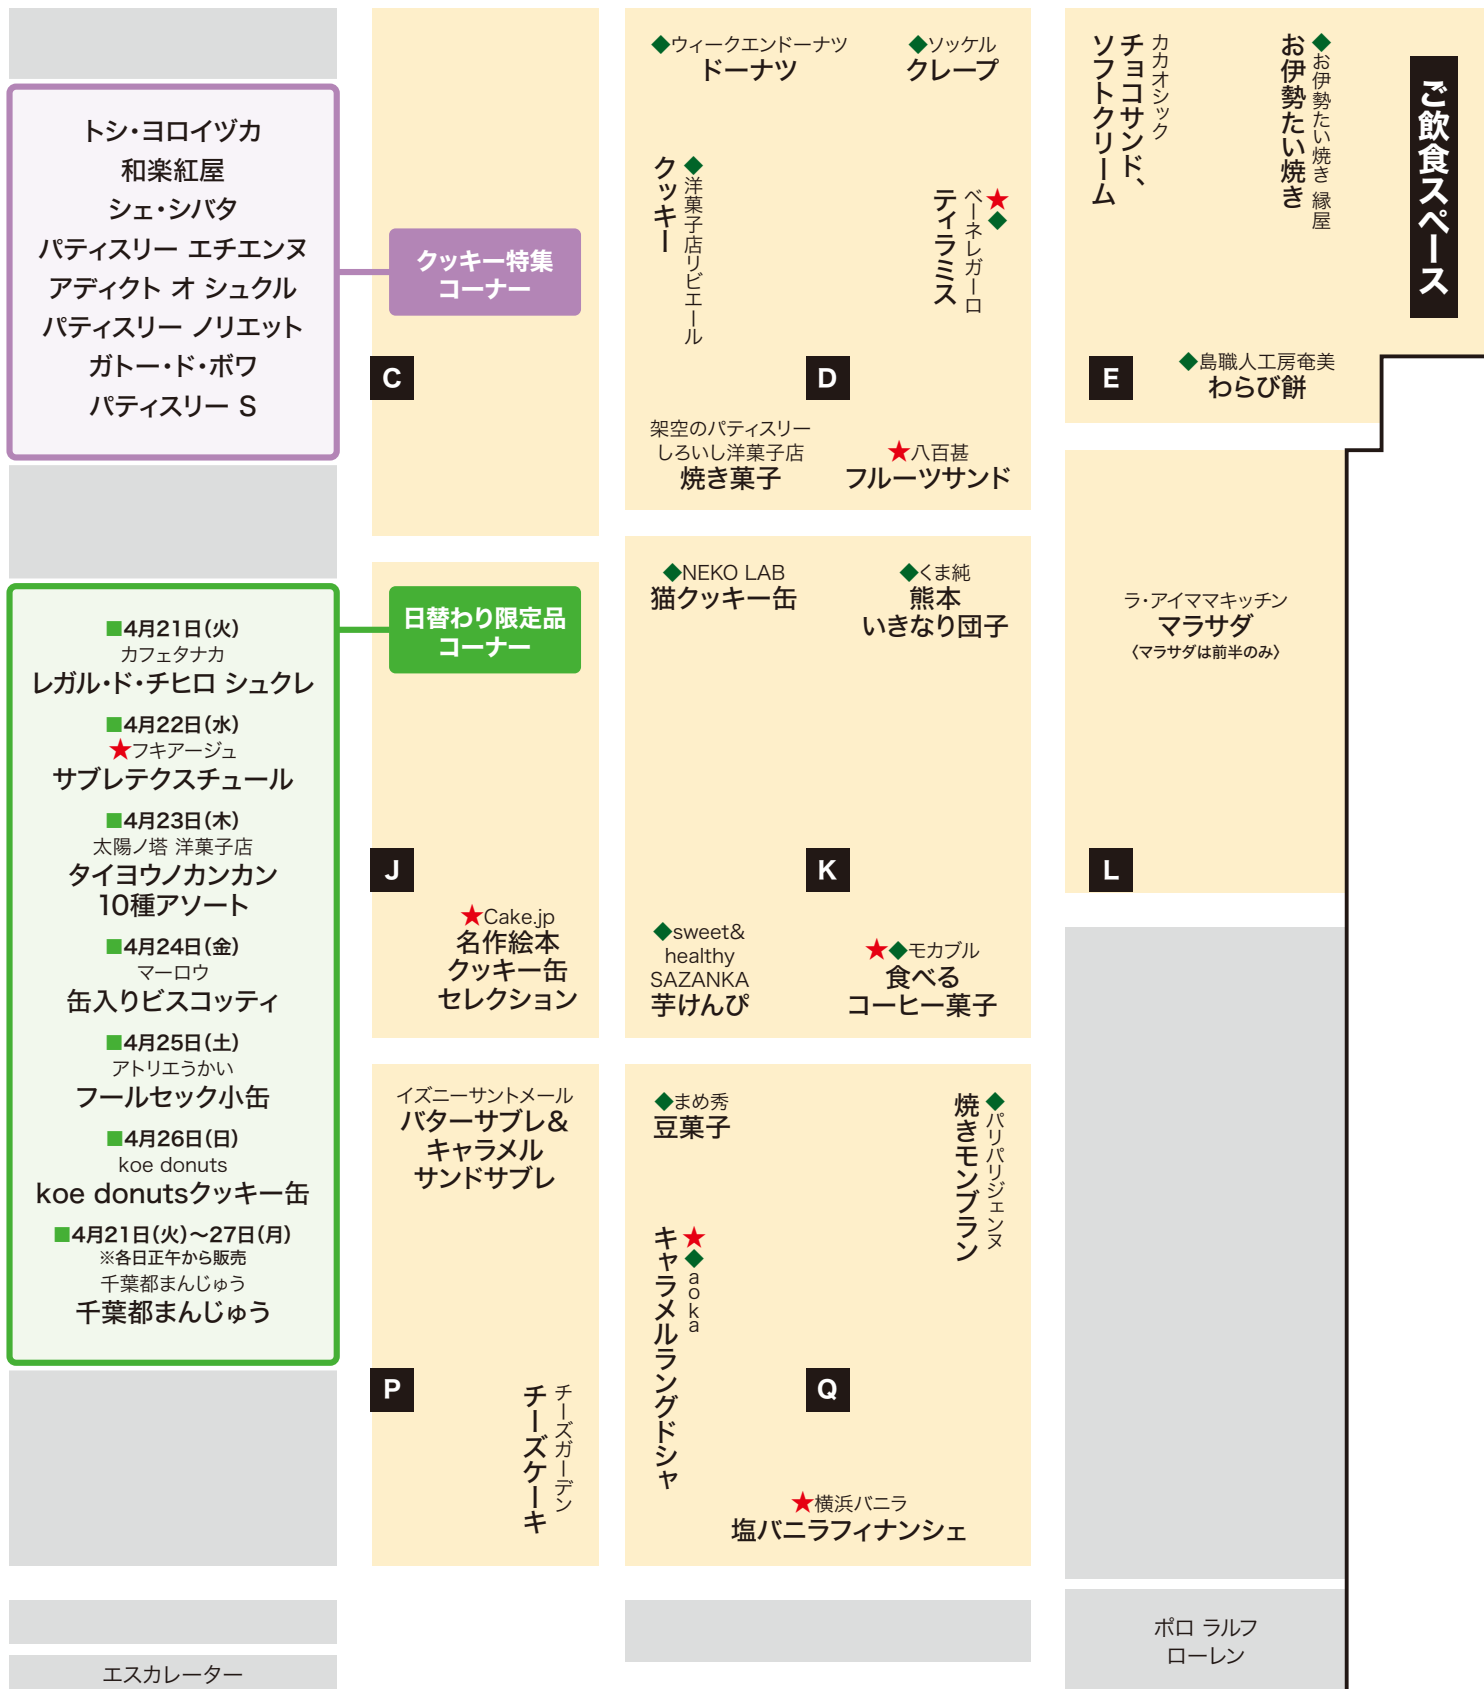 トシ・ヨロイヅカ
和楽紅屋
シェ・シバタ
パティスリー エチエンヌ
アディクト オ シュクル
パティスリー ノリエット
ガトー・ド・ボワ
パティスリー S
クッキー特集
コーナー
C
◆ウィークエンドーナツ
ドーナツ
◆ソッケル
クレープ
◆洋菓子店リビエール
クッキー
★◆
ベーネレガーロ
ティラミス
D
架空のパティスリー
しろいし洋菓子店
焼き菓子
★八百甚
フルーツサンド
カカオシック
チョコサンド、
ソフトクリーム
◆お伊勢たい焼き 縁屋
お伊勢たい焼き
ご飲食スペース
E
◆島職人工房奄美
わらび餅
■4月21日(火)
カフェタナカ
レガル・ド・チヒロ シュクレ
■4月22日(水)
★フキアージュ
サブレテクスチュール
■4月23日(木)
太陽ノ塔 洋菓子店
タイヨウノカンカン
10種アソート
■4月24日(金)
マーロウ
缶入りビスコッティ
■4月25日(土)
アトリエうかい
フールセック小缶
■4月26日(日)
koe donuts
koe donutsクッキー缶
■4月21日(火)〜27日(月)
※各日正午から販売
千葉都まんじゅう
千葉都まんじゅう
日替わり限定品
コーナー
J
★Cake.jp
名作絵本
クッキー缶
セレクション
◆NEKO LAB
猫クッキー缶
◆くま純
熊本
いきなり団子
K
◆sweet&
healthy
SAZANKA
芋けんぴ
★◆モカブル
食べる
コーヒー菓子
ラ・アイママキッチン
マラサダ
〈マラサダは前半のみ〉
L
イズニーサントメール
バターサブレ&
キャラメル
サンドサブレ
P
チーズガーデン
チーズケーキ
◆まめ秀
豆菓子
◆パリパリジェンヌ
焼きモンブラン
★◆aoka
キャラメルラングドシャ
Q
★横浜バニラ
塩バニラフィナンシェ
エスカレーター
ポロ ラルフ
ローレン